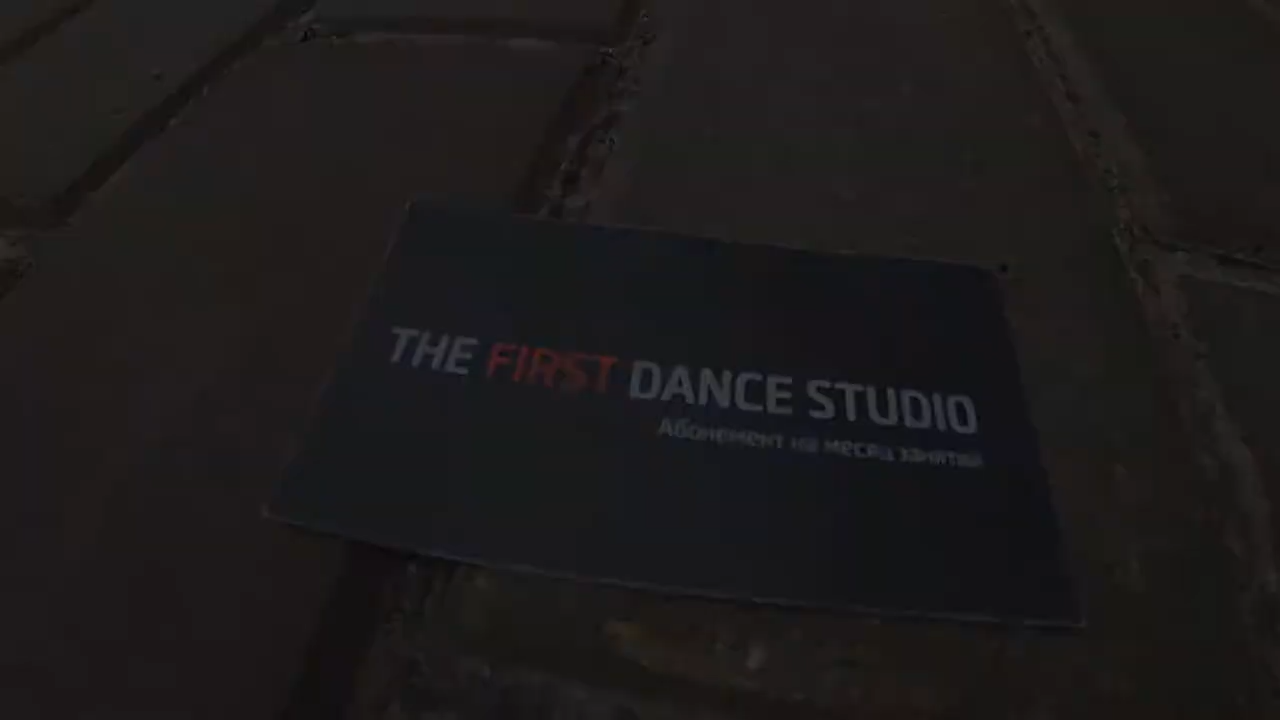 THE FIRST DANCE STUDIO
Абонемент на месяц занятий